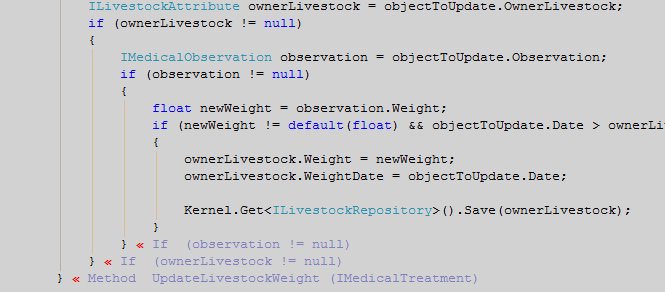 ILivestockAttribute ownerLivestock = objectToUpdate.OwnerLivestock;
if (ownerLivestock != null)
{
IMedicalObservation observation = objectToUpdate.Observation;
if (observation != null)
{
float newWeight = observation.Weight;
if (newWeight != default(float) && objectToUpdate.Date > ownerLi
{
ownerLivestock.Weight = newWeight;
ownerLivestock.WeightDate = objectToUpdate.Date;
Kernel.Get<ILivestockRepository>().Save(ownerLivestock);
}
} « If (observation != null)
} « If (ownerLivestock != null)
} « Method UpdateLivestockWeight (IMedicalTreatment)